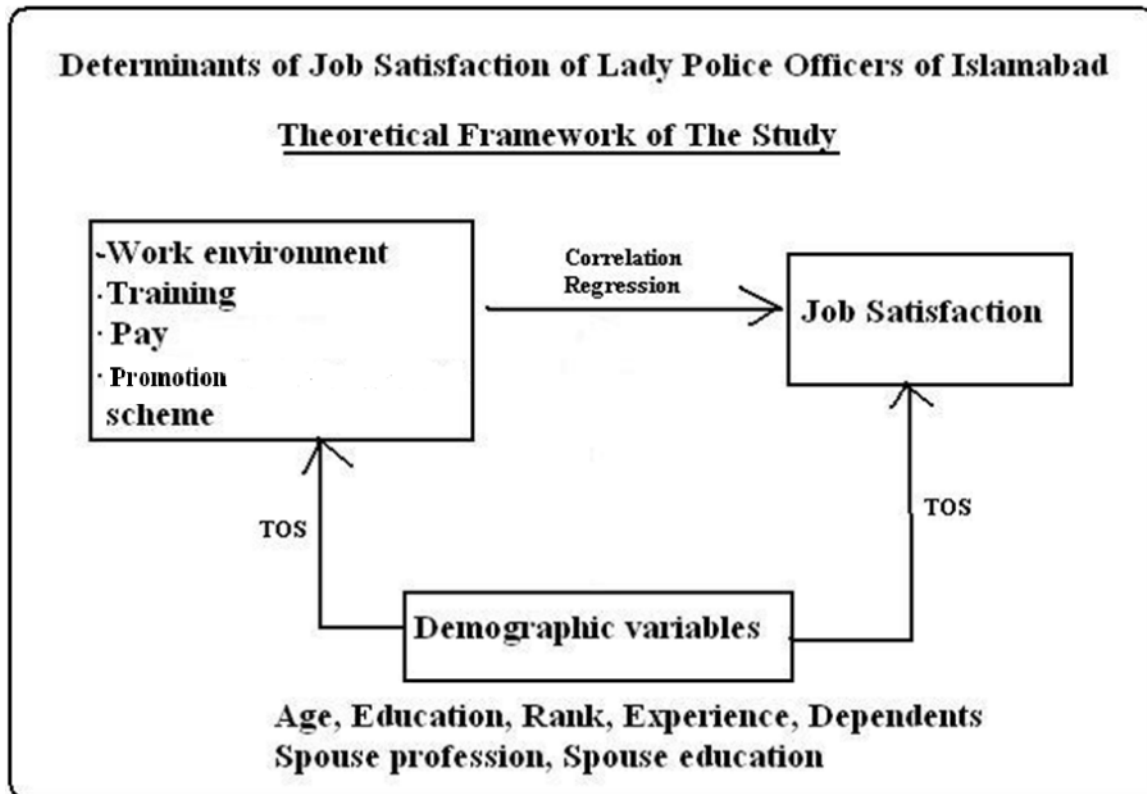 Determinants of Job Satisfaction of Lady Police Officers of Islamabad
Theoretical Framework of The Study
-Work environment
· Training
· Pay
· Promotion
scheme
Correlation
Regression
Job Satisfaction
TOS
TOS
Demographic variables
Age, Education, Rank, Experience, Dependents
Spouse profession, Spouse education